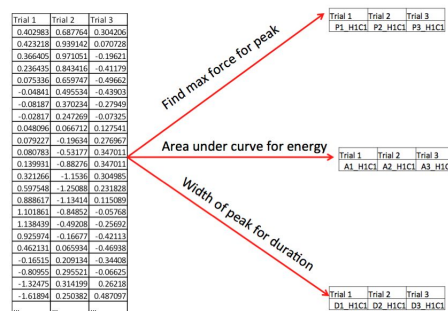 Trial 1 Trial 2 Trial 3
0.402983 0.687764 0.304206
0.423218 0.939142 0.070728
0.366405 0.971051 -0.19621
0.236435 0.843416 -0.41179
0.075336 0.659747 -0.49662
-0.04841 0.495534 -0.43903
-0.08187 0.370234 -0.27949
-0.02817 0.247269 -0.07325
0.048096 0.066712 0.127541
0.079227 -0.19634 0.276967
0.080783 -0.53177 0.347011
0.139931 -0.88276 0.347011
0.321266 -1.1536 0.304985
0.597548 -1.25088 0.231828
0.888617 -1.13414 0.115089
1.101861 -0.84852 -0.05768
1.138439 -0.49208 -0.25692
0.925974 -0.16677 -0.42113
0.462131 0.065934 -0.46938
-0.16515 0.209134 -0.34408
-0.80955 0.295521 -0.06625
-1.32475 0.314199 0.26218
-1.61894 0.250382 0.487097
... ... ...
Find max force for peak
Trial 1 Trial 2 Trial 3
P1_H1C1 P2_H1C1 P3_H1C1
Area under curve for energy
Trial 1 Trial 2 Trial 3
A1_H1C1 A2_H1C1 A3_H1C
Width of peak for duration
Trial 1 Trial 2 Trial 3
D1_H1C1 D2_H1C1 D3_H1C1